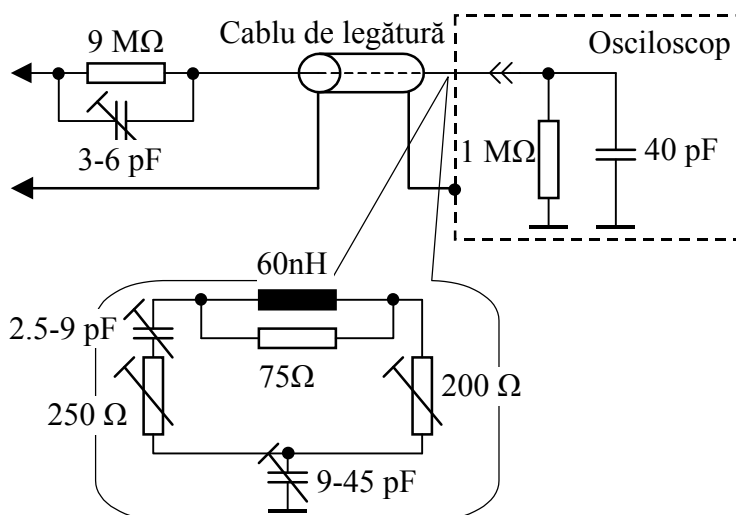 Cablu de legătură
Osciloscop
9 MΩ
3-6 pF
1 MΩ
40 pF
60nH
2.5-9 pF
75Ω
250 Ω
200 Ω
9-45 pF